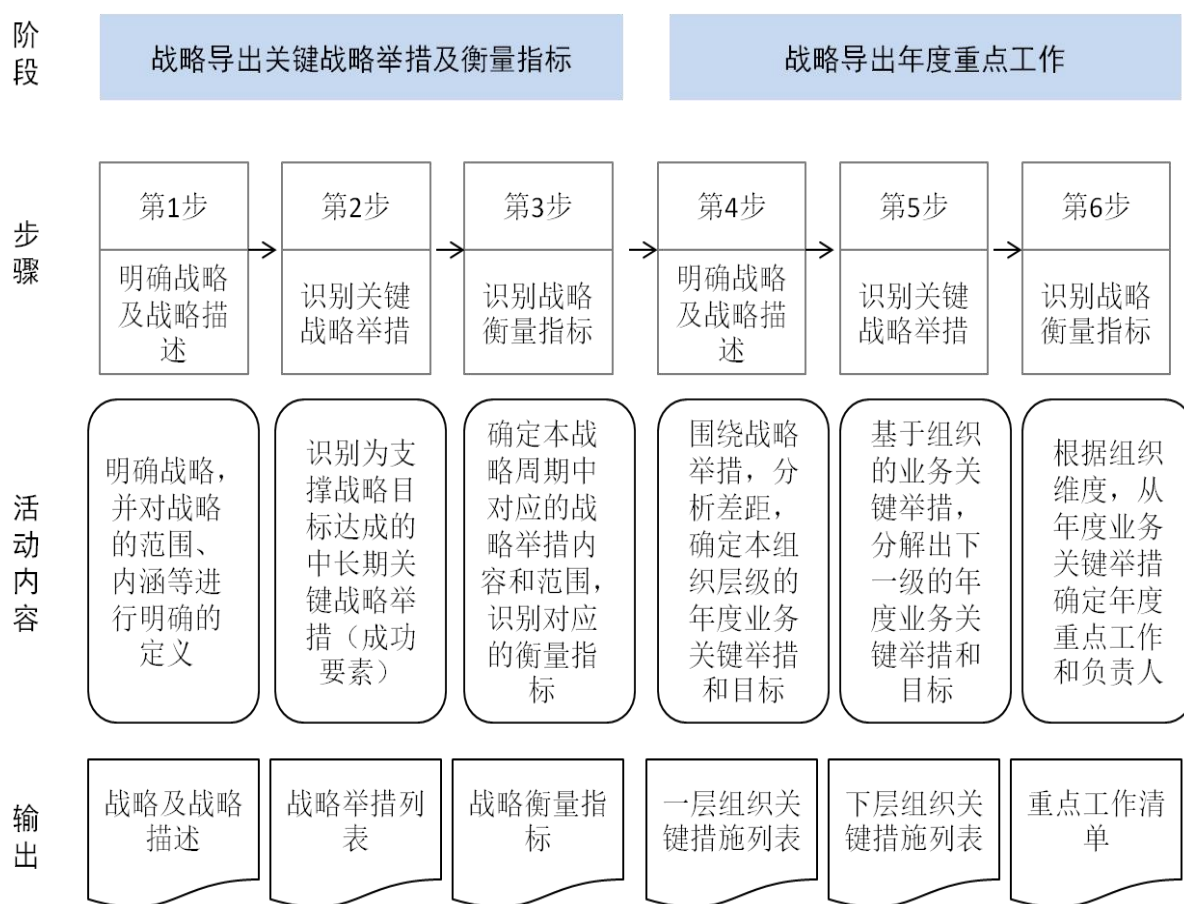 阶段
战略导出关键战略举措及衡量指标
战略导出年度重点工作
步骤
第1步
明确战略
及战略描
述
第2步
识别关键
战略举措
第3步
识别战略
衡量指标
第4步
明确战略
及战略描
述
第5步
识别关键
战略举措
第6步
识别战略
衡量指标
活动内容
明确战略，
并对战略
的范围、
内涵等进
行明确的
定义
识别为支
撑战略目
标达成的
中长期关
键战略举
措（成功
要素）
确定本战
略周期中
对应的战
略举措内
容和范围，
识别对应
的衡量指
标
围绕战略
举措，分
析差距，
确定本组
织层级的
年度业务
关键举措
和目标
基于组织
的业务关
键举措，
分解出下
一级的年
度业务关
键举措和
目标
根据组织
维度，从
年度业务
关键举措
确定年度
重点工作
和负责人
输出
战略及战略
描述
战略举措列
表
战略衡量指
标
一层组织关
键措施列表
下层组织关
键措施列表
重点工作清
单